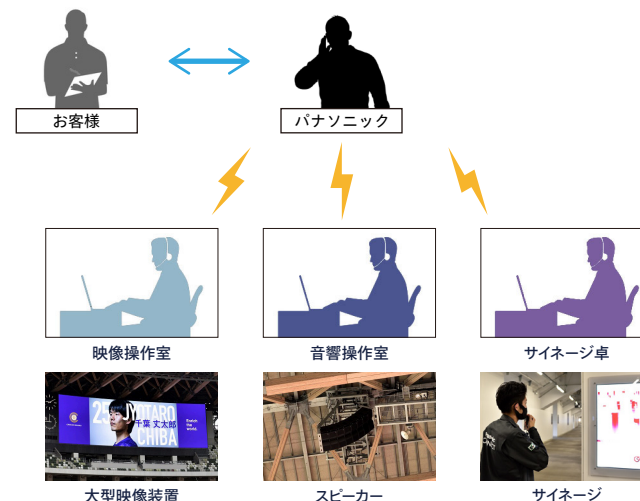 お客様
パナソニック
映像操作室
音響操作室
サイネージ卓
25 JYOTARO
千葉 丈太郎
CHIBA
大型映像装置
スピーカー
サイネージ